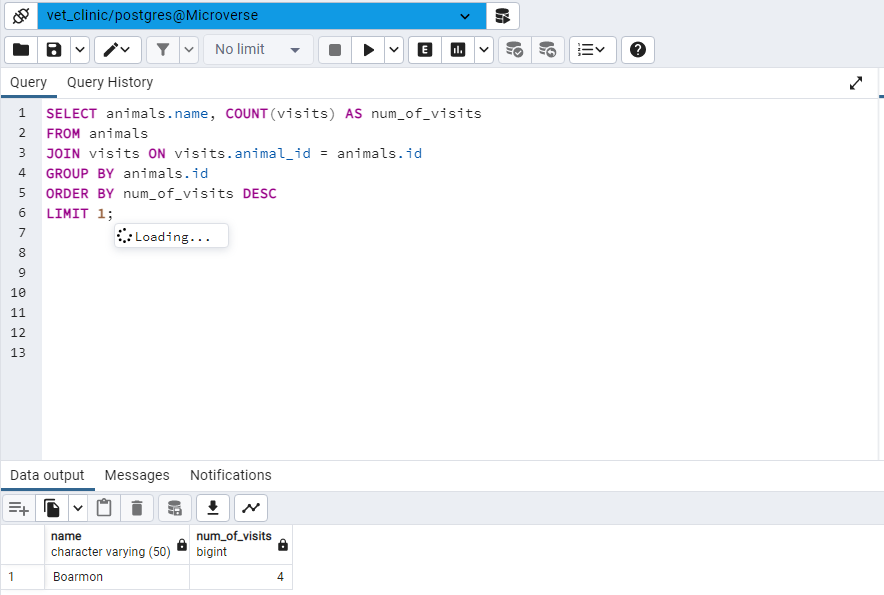 vet_clinic/postgres@Microverse
No limit
E
Query Query History
1 SELECT animals.name, COUNT(visits) AS num_of_visits
2 FROM animals
3 JOIN visits ON visits.animal_id = animals.id
4 GROUP BY animals.id
5 ORDER BY num_of_visits DESC
6 LIMIT 1;
7 Loading...
8
9
10
11
12
13
Data output Messages Notifications
name num_of_visits
character varying (50) bigint
1 Boarmon 4